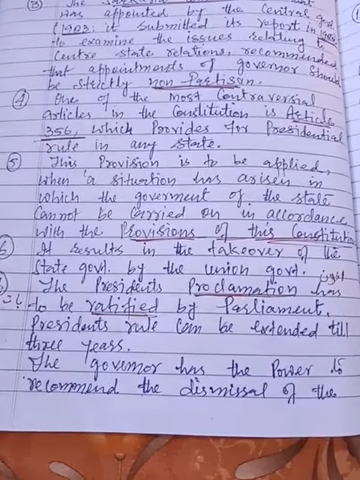 (3) The
was appointed by the Central gvt
(1983: it submitted its report in 1988
to examine the issues relating to
Centre state relations, recommended
that appointments of governor should
be strictly non Partisan.
(4) One of the most Contraversial
articles in the Constitution is Article
356, which Provides for Presidential
rule in any state.
(5) This Provision is to be applied,
when 'a situation has arisen in
which the goverment of the state
cannot be carried on in accordance
with the Provisions of this Constitution
6 It results in the takeover of the
State govt. by the union govt.
The Presidents Proclamation has
to be ratified by Parliament.
Presidents rule can be extended till
three years.
The governor has the Power to
recommend the dismissal of the